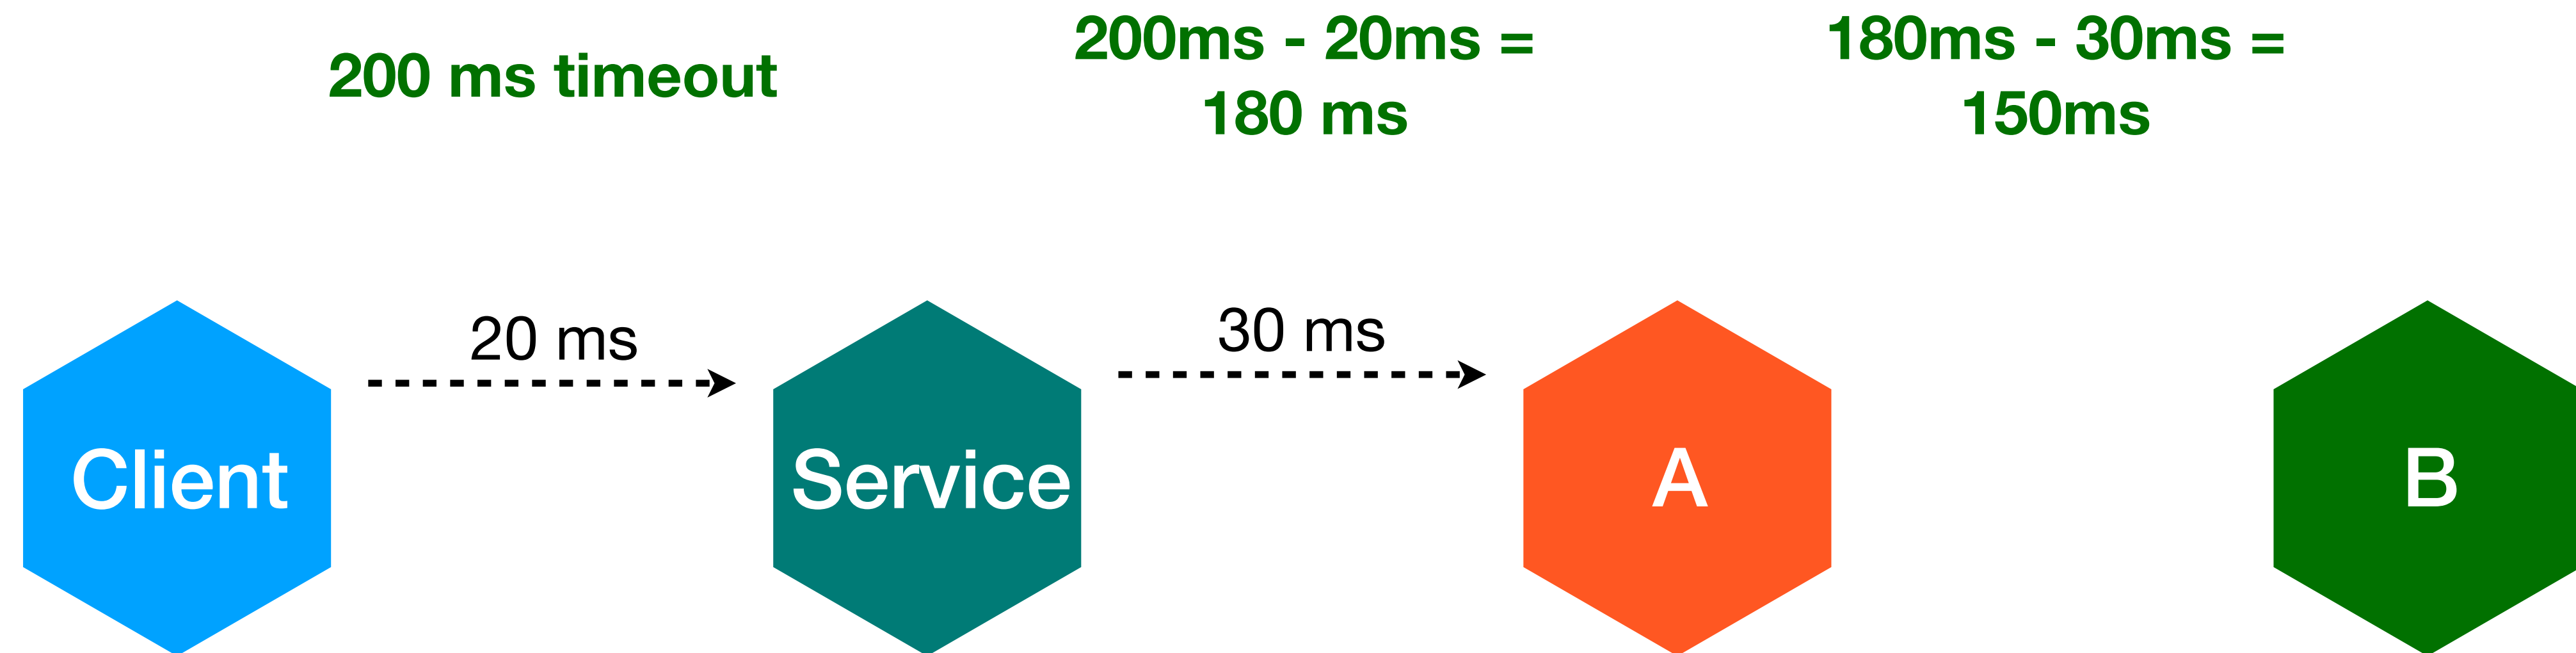 200 ms timeout
200ms - 20ms =
180 ms
180ms - 30ms =
150ms
20 ms
30 ms
Client
Service
A
B